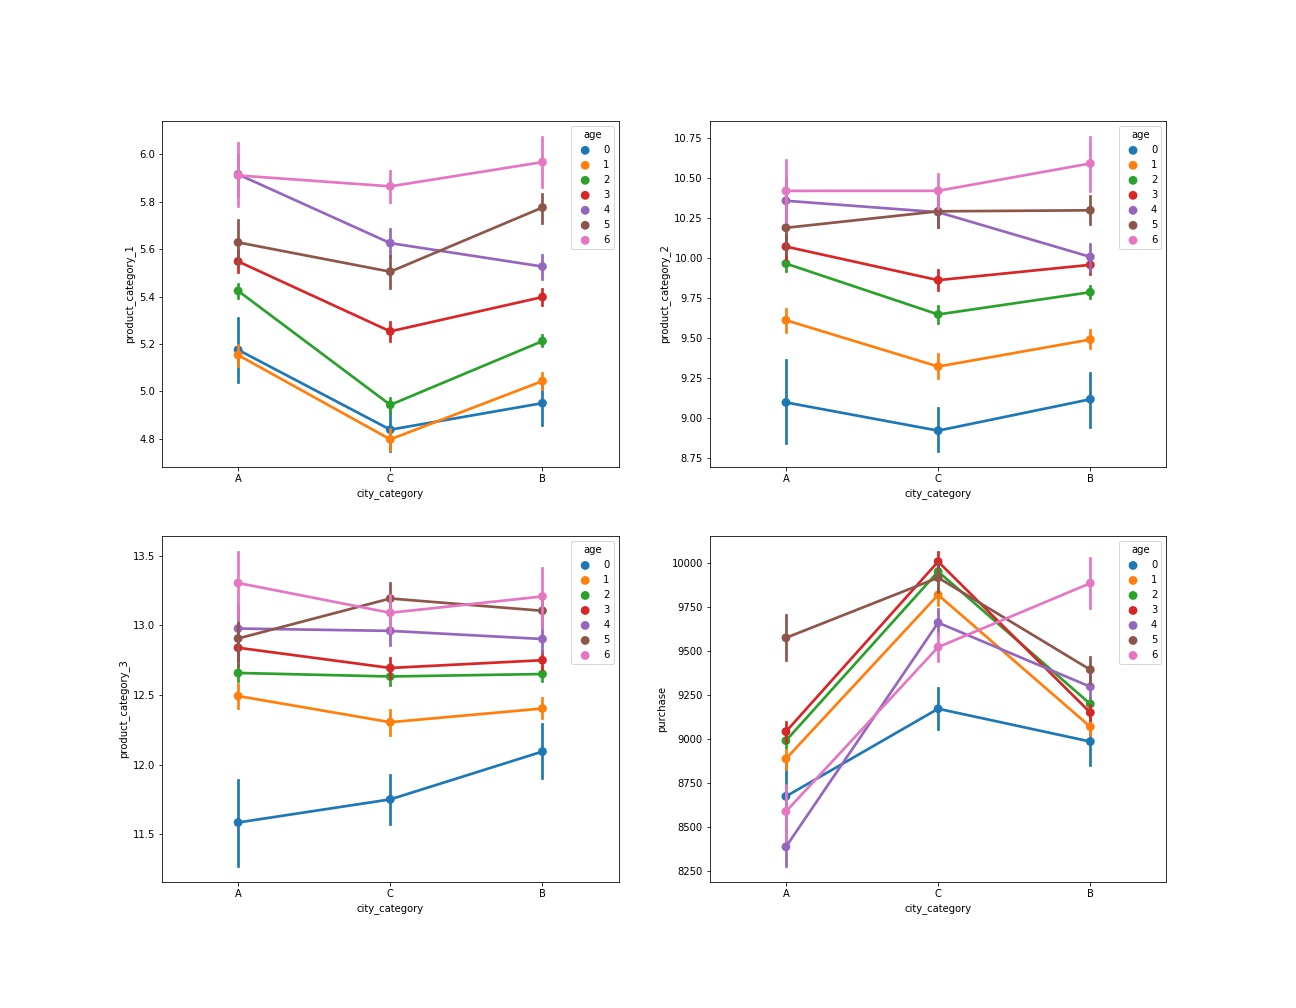 product_category_1
6.0
5.8
5.6
5.4
5.2
5.0
4.8
A
C
B
city_category
age
0
1
2
3
4
5
6
product_category_2
10.75
10.50
10.25
10.00
9.75
9.50
9.25
9.00
8.75
A
C
B
city_category
age
0
1
2
3
4
5
6
product_category_3
13.5
13.0
12.5
12.0
11.5
A
C
B
city_category
age
0
1
2
3
4
5
6
purchase
10000
9750
9500
9250
9000
8750
8500
8250
A
C
B
city_category
age
0
1
2
3
4
5
6